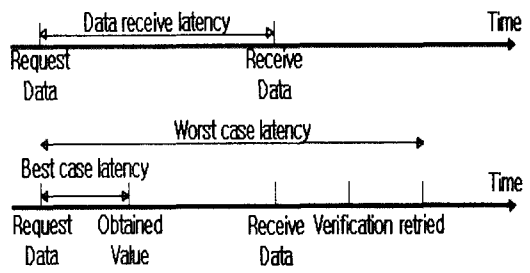 Data receive latency
Time
Request Data
Receive Data
Worst case latency
Best case latency
Time
Request Data
Obtained Value
Receive Data
Verification retried